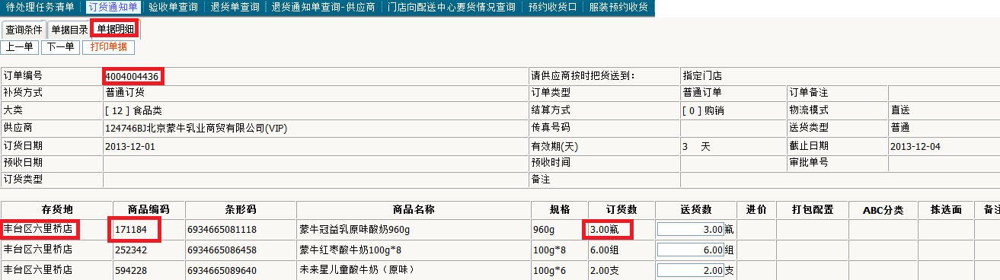 待处理任务清单 订货通知单 验收单查询 退货单查询 退货通知单查询-供应商 门店向配送中心要货情况查询 预约收货口 服装预约收货
查询条件 单据目录 单据明细
上一单 下一单 打印单据
订单编号 4004004436 请供应商按时把货送到： 指定门店
补货方式 普通订货 订单类型 普通订单 订单备注
大类 [ 12 ] 食品类 结算方式 [ 0 ] 购销 物流模式 直送
供应商 124746BJ北京蒙牛乳业商贸有限公司(VIP) 传真号码 送货类型 普通
订货日期 2013-12-01 有效期(天) 3 天 截止日期 2013-12-04
预收日期 预收时间 审批单号
订货类型 备注
存货地 商品编码 条形码 商品名称 规格 订货数 送货数 进价 打包配置 ABC分类 拣选面 备注
丰台区六里桥店 171184 6934665081118 蒙牛冠益乳原味酸奶960g 960g 3.00瓶 3.00 瓶
丰台区六里桥店 252342 6934665086458 蒙牛红枣酸牛奶100g*8 100g*8 6.00组 6.00 组
丰台区六里桥店 594228 6934665089640 未来星儿童酸牛奶（原味） 100g*6 2.00支 2.00 支